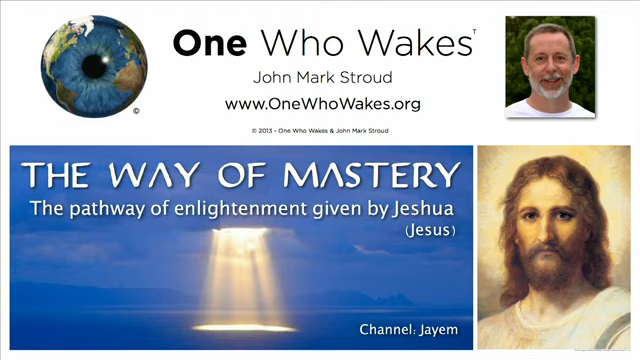 One Who Wakes
John Mark Stroud
www.OneWhoWakes.org
©
© 2013 - One Who Wakes & John Mark Stroud
THE WAY OF MASTERY
The pathway of enlightenment given by Jeshua
(Jesus)
Channel: Jayem